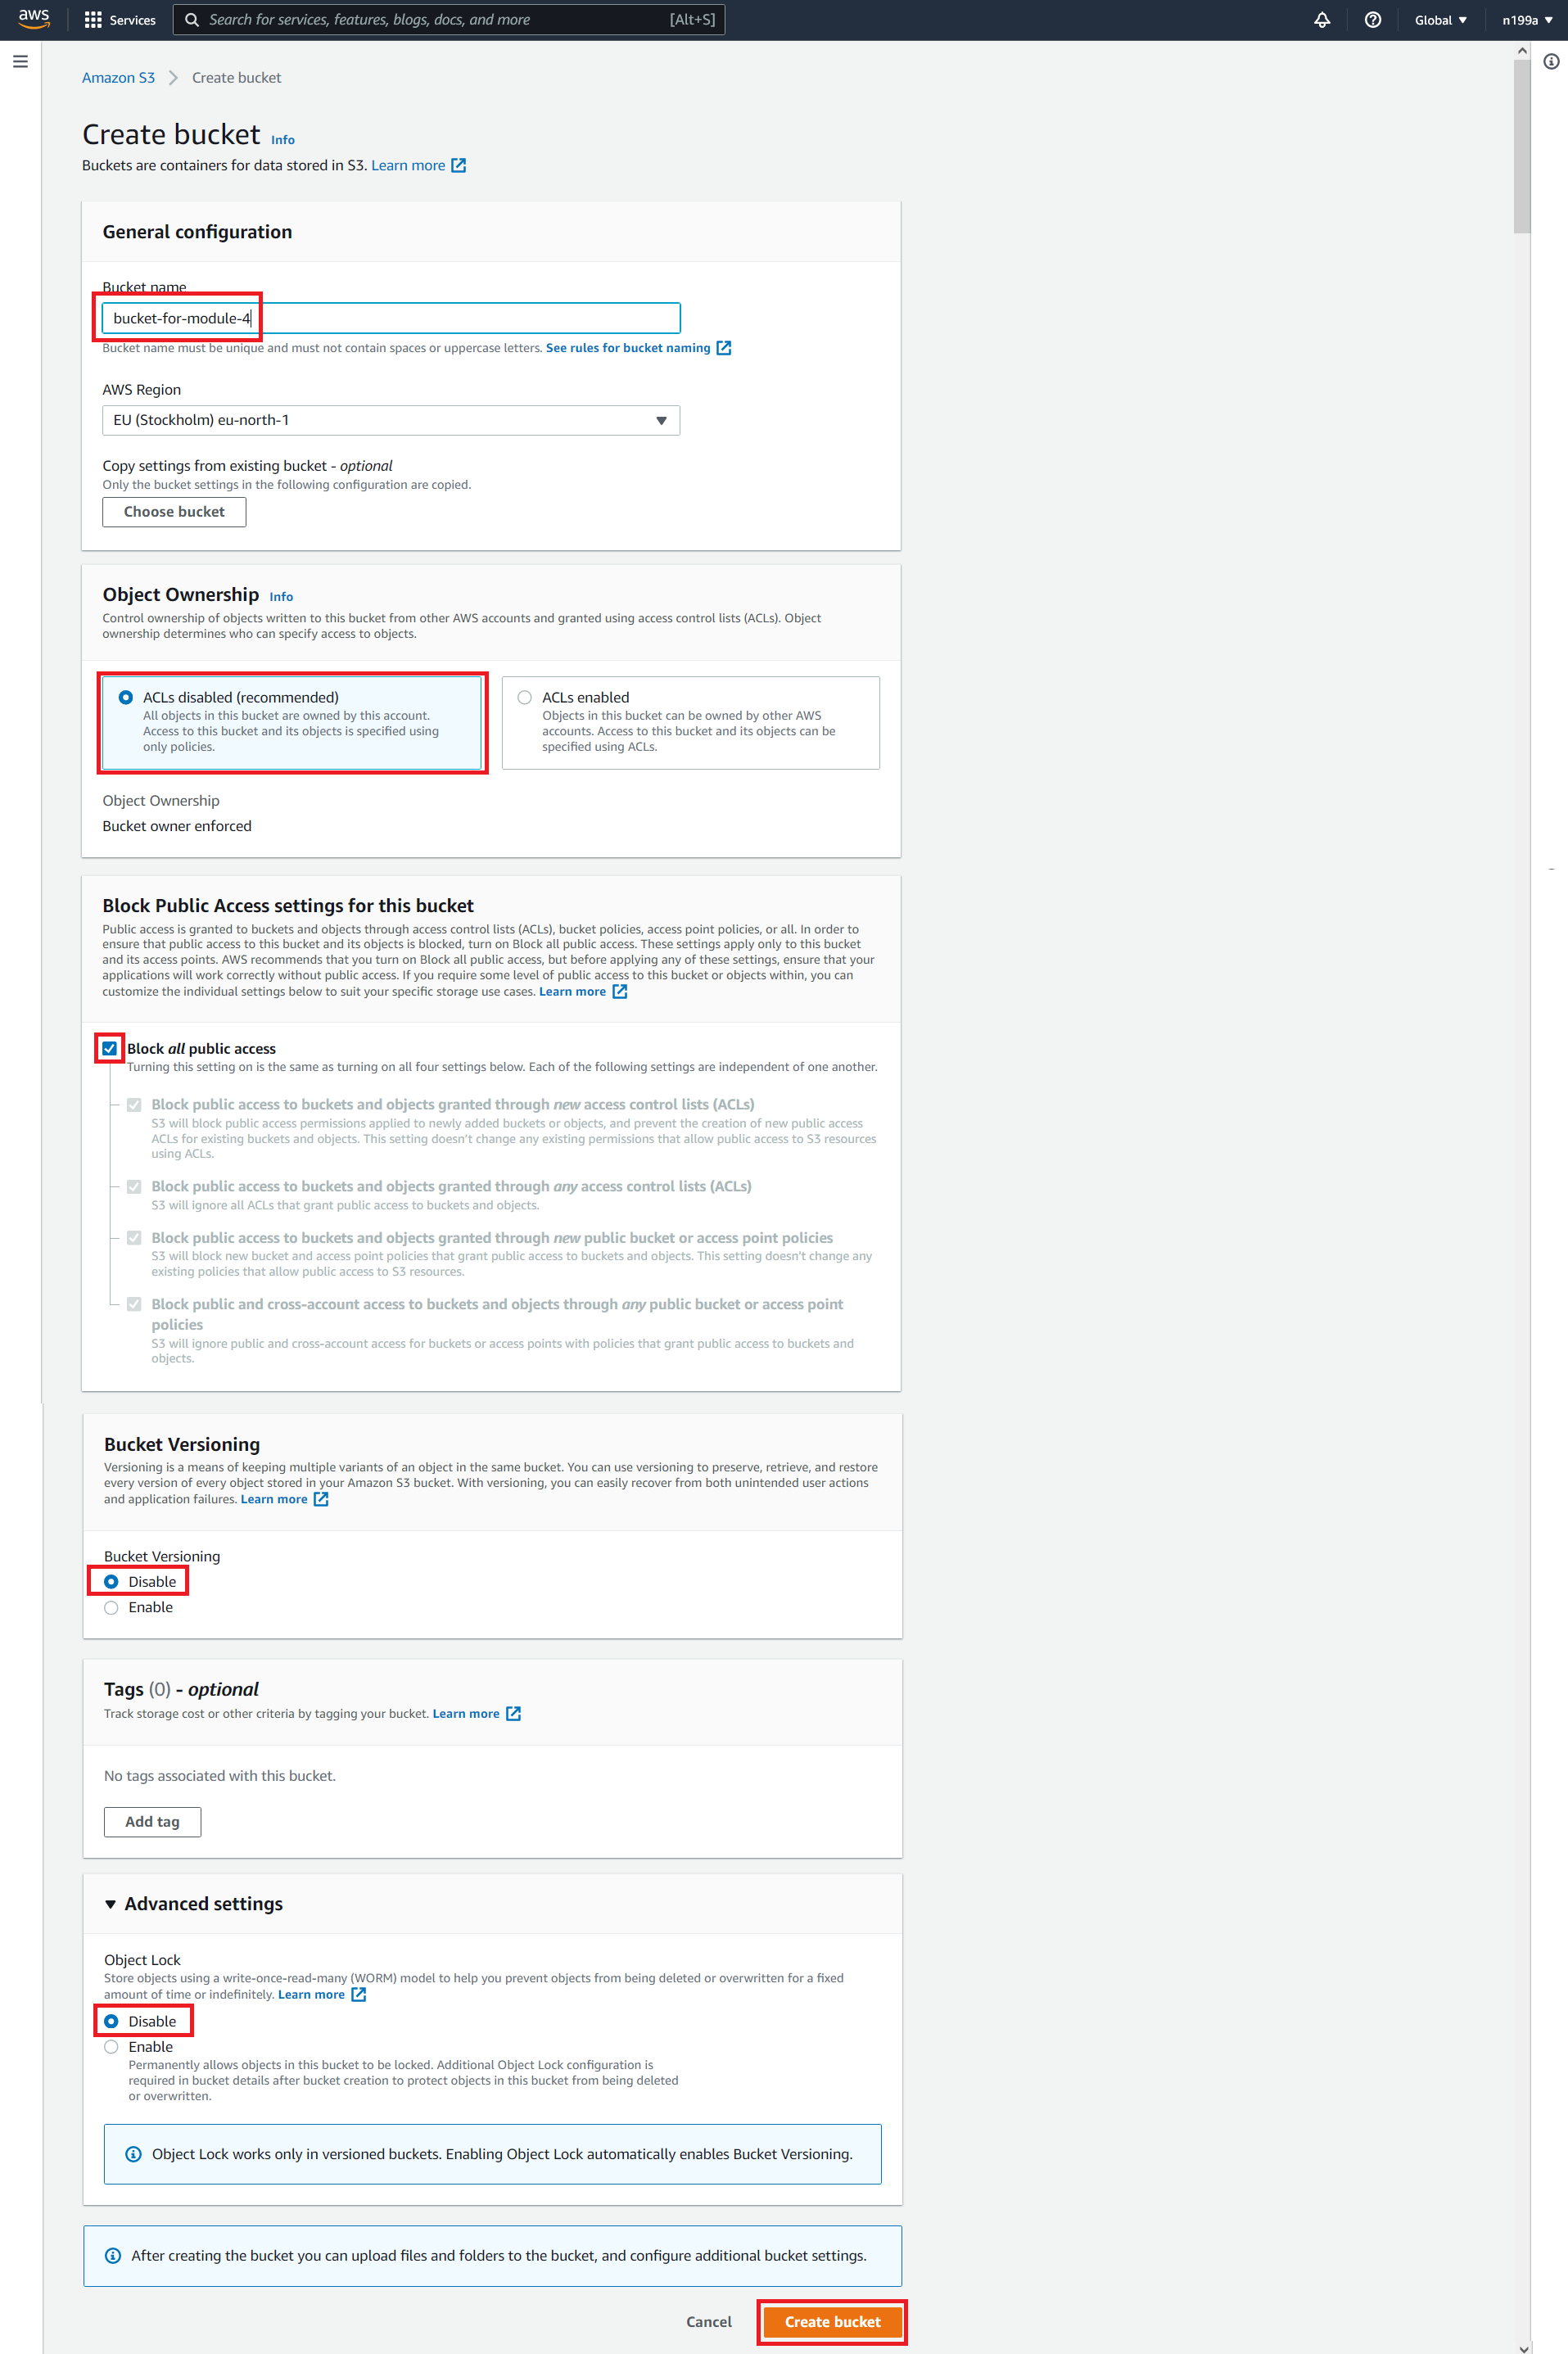 aws Services Search for services, features, blogs, docs, and more [Alt+S] Global n199a
Amazon S3 Create bucket
Create bucket Info
Buckets are containers for data stored in S3. Learn more
General configuration
Bucket name
bucket-for-module-4
Bucket name must be unique and must not contain spaces or uppercase letters. See rules for bucket naming
AWS Region
EU (Stockholm) eu-north-1
Copy settings from existing bucket - optional
Only the bucket settings in the following configuration are copied.
Choose bucket
Object Ownership Info
Control ownership of objects written to this bucket from other AWS accounts and granted using access control lists (ACLs). Object
ownership determines who can specify access to objects.
ACLs disabled (recommended)
All objects in this bucket are owned by this account.
Access to this bucket and its objects is specified using
only policies.
ACLs enabled
Objects in this bucket can be owned by other AWS
accounts. Access to this bucket and its objects can be
specified using ACLs.
Object Ownership
Bucket owner enforced
Block Public Access settings for this bucket
Public access is granted to buckets and objects through access control lists (ACLs), bucket policies, access point policies, or all. In order to
ensure that public access to this bucket and its objects is blocked, turn on Block all public access. These settings apply only to this bucket
and its access points. AWS recommends that you turn on Block all public access, but before applying any of these settings, ensure that your
applications will work correctly without public access. If you require some level of public access to this bucket or objects within, you can
customize the individual settings below to suit your specific storage use cases. Learn more
Block all public access
Turning this setting on is the same as turning on all four settings below. Each of the following settings are independent of one another.
Block public access to buckets and objects granted through new access control lists (ACLs)
S3 will block public access permissions applied to newly added buckets or objects, and prevent the creation of new public access
ACLs for existing buckets and objects. This setting doesn't change any existing permissions that allow public access to S3 resources
using ACLs.
Block public access to buckets and objects granted through any access control lists (ACLs)
S3 will ignore all ACLs that grant public access to buckets and objects.
Block public access to buckets and objects granted through new public bucket or access point policies
S3 will block new bucket and access point policies that grant public access to buckets and objects. This setting doesn't change any
existing policies that allow public access to S3 resources.
Block public and cross-account access to buckets and objects through any public bucket or access point
policies
S3 will ignore public and cross-account access for buckets or access points with policies that grant public access to buckets and
objects.
Bucket Versioning
Versioning is a means of keeping multiple variants of an object in the same bucket. You can use versioning to preserve, retrieve, and restore
every version of every object stored in your Amazon S3 bucket. With versioning, you can easily recover from both unintended user actions
and application failures. Learn more
Bucket Versioning
Disable
Enable
Tags (0) - optional
Track storage cost or other criteria by tagging your bucket. Learn more
No tags associated with this bucket.
Add tag
Advanced settings
Object Lock
Store objects using a write-once-read-many (WORM) model to help you prevent objects from being deleted or overwritten for a fixed
amount of time or indefinitely. Learn more
Disable
Enable
Permanently allows objects in this bucket to be locked. Additional Object Lock configuration is
required in bucket details after bucket creation to protect objects in this bucket from being deleted
or overwritten.
Object Lock works only in versioned buckets. Enabling Object Lock automatically enables Bucket Versioning.
After creating the bucket you can upload files and folders to the bucket, and configure additional bucket settings.
Cancel Create bucket